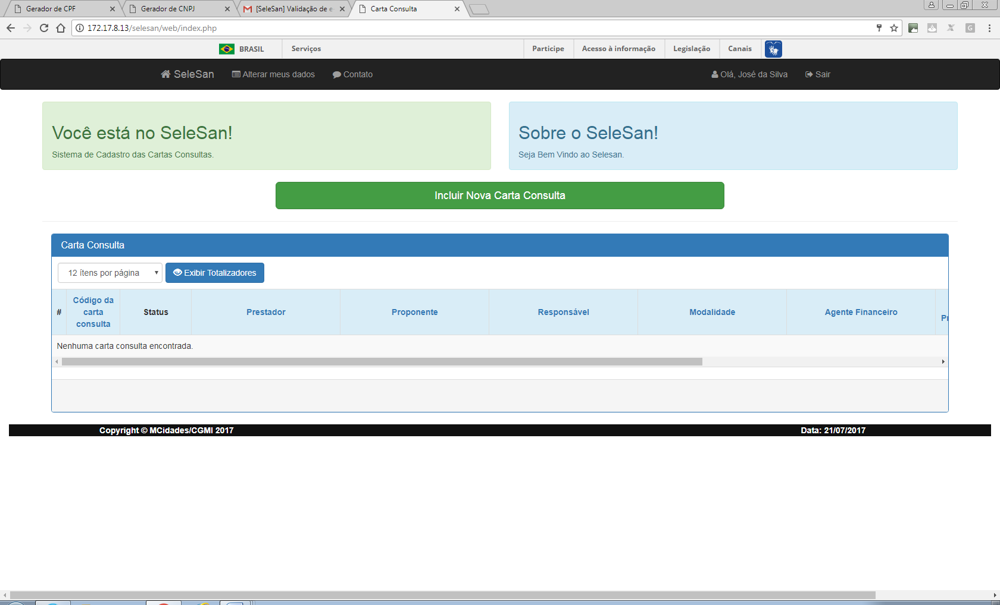 Gerador de CPF
Gerador de CNPJ
[SeleSan] Validação de e-
Carta Consulta
172.17.8.13/selesan/web/index.php
BRASIL
Serviços
Participe
Acesso à informação
Legislação
Canais
SeleSan
Alterar meus dados
Contato
Olá, José da Silva
Sair
Você está no SeleSan!
Sistema de Cadastro das Cartas Consultas.
Sobre o SeleSan!
Seja Bem Vindo ao Selesan.
Incluir Nova Carta Consulta
Carta Consulta
12 ítens por página
Exibir Totalizadores
#
Código da
carta
consulta
Status
Prestador
Proponente
Responsável
Modalidade
Agente Financeiro
Nenhuma carta consulta encontrada.
Copyright © MCidades/CGMI 2017
Data: 21/07/2017